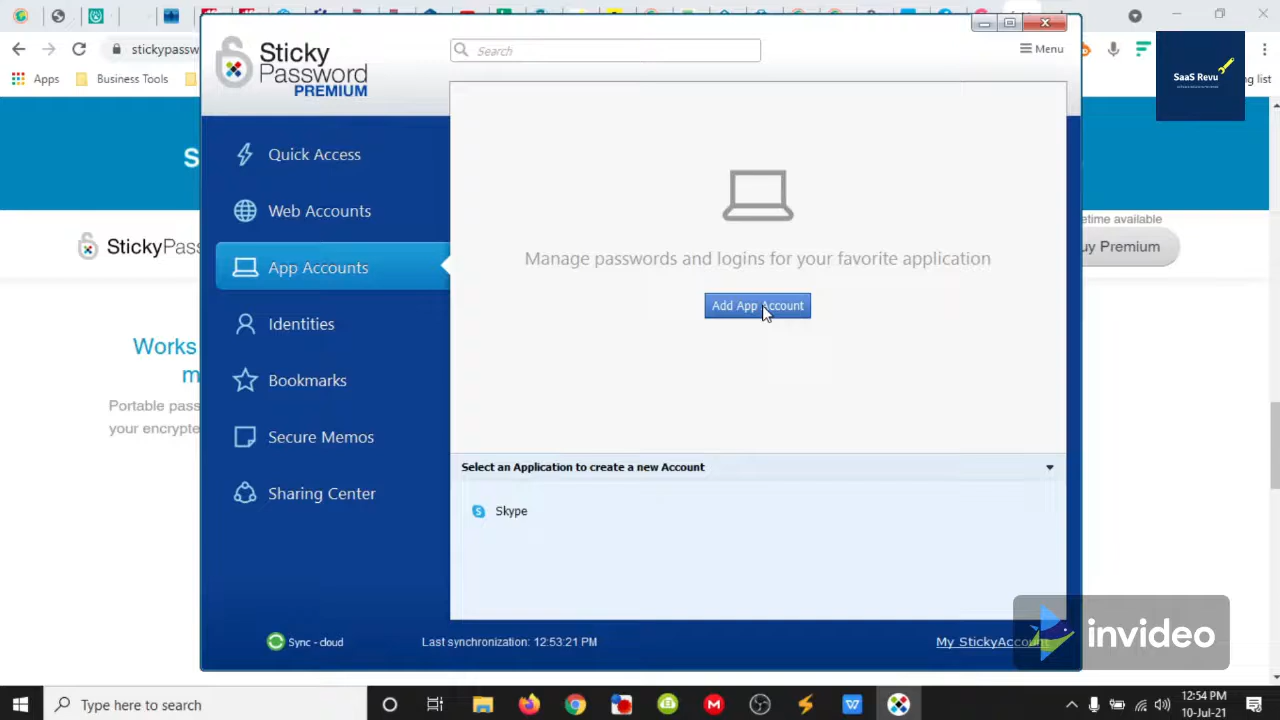 stickypassw
Apps
Business Tools
ng list
SaaS Revu
Sticky
Password
PREMIUM
Search
Menu
Quick Access
Web Accounts
App Accounts
Identities
Bookmarks
Secure Memos
Sharing Center
Manage passwords and logins for your favorite application
Add App Account
Select an Application to create a new Account
Skype
Sync - cloud
Last synchronization: 12:53:21 PM
My StickyAccount
invideo
S
StickyPass
etime available
uy Premium
Works
m
Portable pass
your encrypte
Type here to search
12:54 PM
10-Jul-21